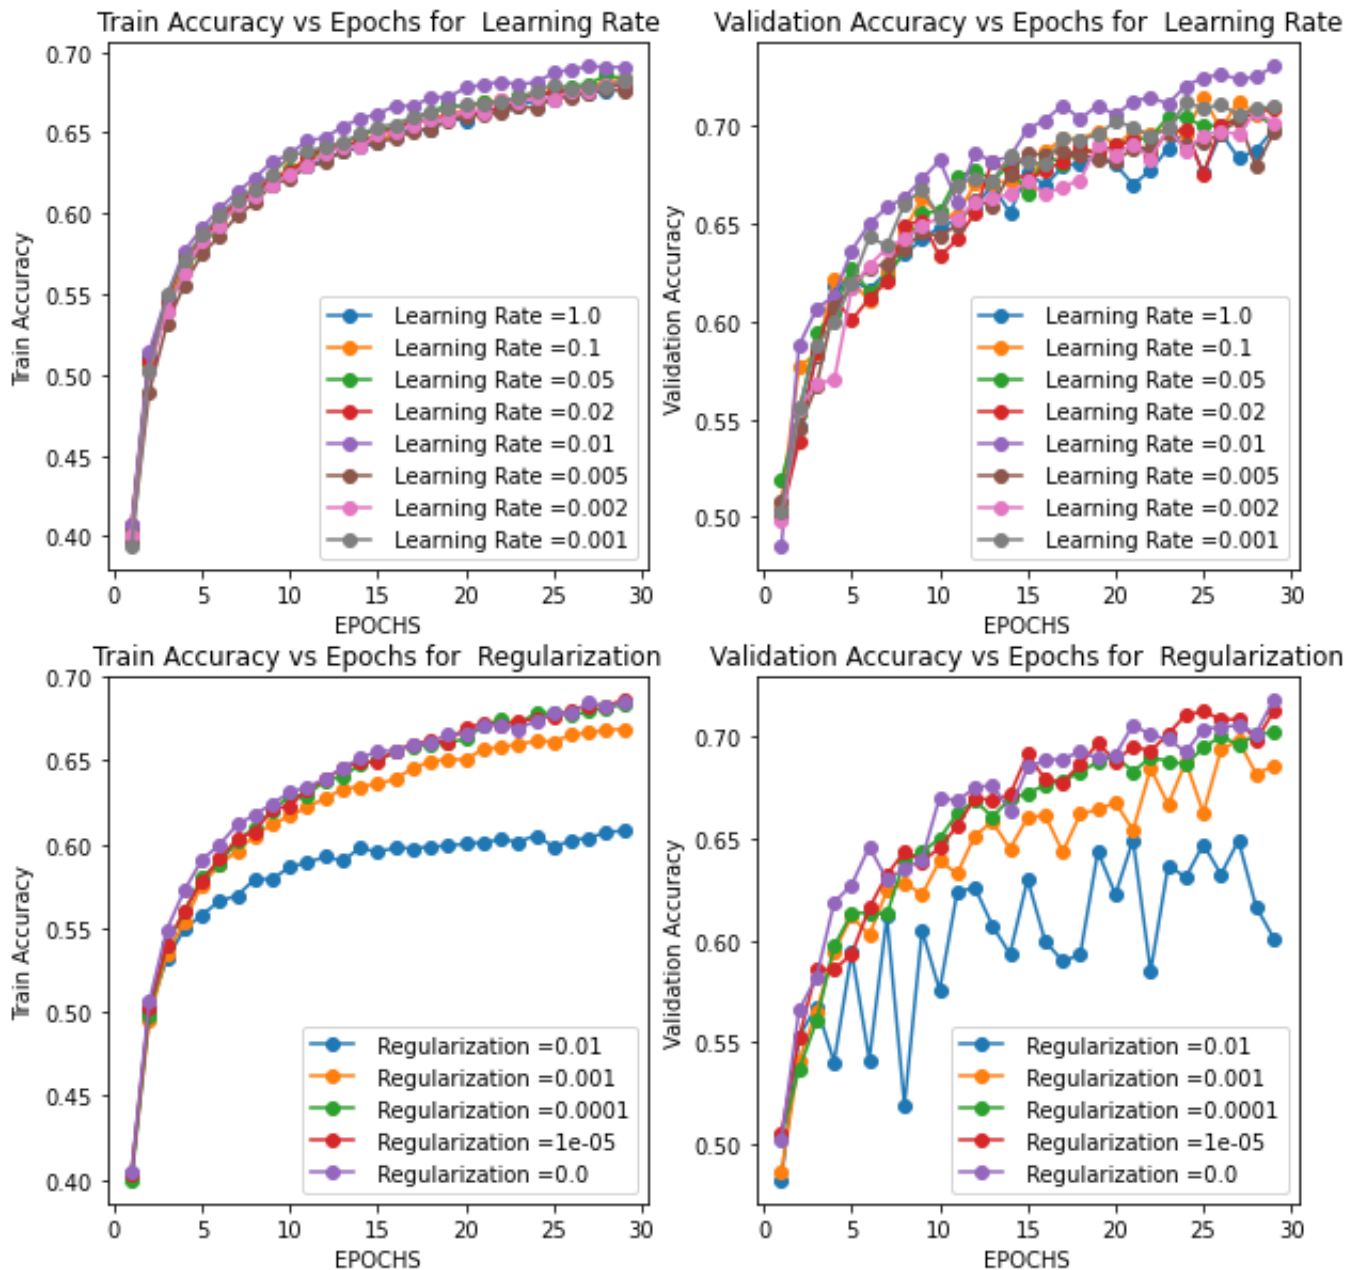 Train Accuracy vs Epochs for  Learning Rate
Train Accuracy
0.70
0.65
0.60
0.55
0.50
0.45
0.40
Learning Rate =1.0
Learning Rate =0.1
Learning Rate =0.05
Learning Rate =0.02
Learning Rate =0.01
Learning Rate =0.005
Learning Rate =0.002
Learning Rate =0.001
0 5 10 15 20 25 30
EPOCHS
Validation Accuracy vs Epochs for  Learning Rate
Validation Accuracy
0.70
0.65
0.60
0.55
0.50
Learning Rate =1.0
Learning Rate =0.1
Learning Rate =0.05
Learning Rate =0.02
Learning Rate =0.01
Learning Rate =0.005
Learning Rate =0.002
Learning Rate =0.001
0 5 10 15 20 25 30
EPOCHS
Train Accuracy vs Epochs for  Regularization
Train Accuracy
0.70
0.65
0.60
0.55
0.50
0.45
0.40
Regularization =0.01
Regularization =0.001
Regularization =0.0001
Regularization =1e-05
Regularization =0.0
0 5 10 15 20 25 30
EPOCHS
Validation Accuracy vs Epochs for  Regularization
Validation Accuracy
0.70
0.65
0.60
0.55
0.50
Regularization =0.01
Regularization =0.001
Regularization =0.0001
Regularization =1e-05
Regularization =0.0
0 5 10 15 20 25 30
EPOCHS